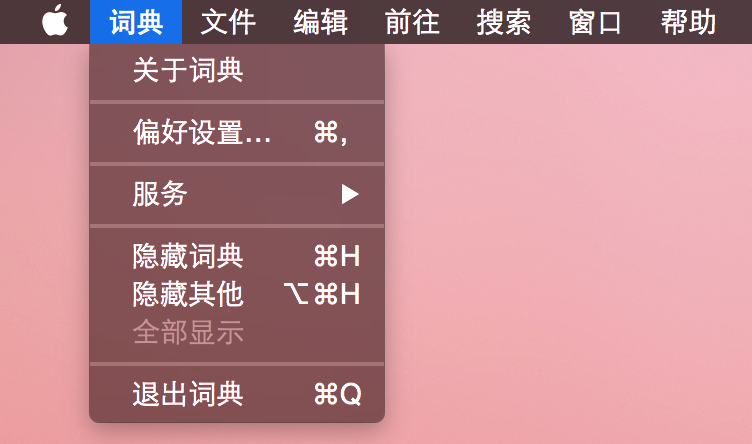 词典 文件 编辑 前往 搜索 窗口 帮助
关于词典
偏好设置... ⌘,
服务 ▶
隐藏词典 ⌘H
隐藏其他 ⌥⌘H
全部显示
退出词典 ⌘Q